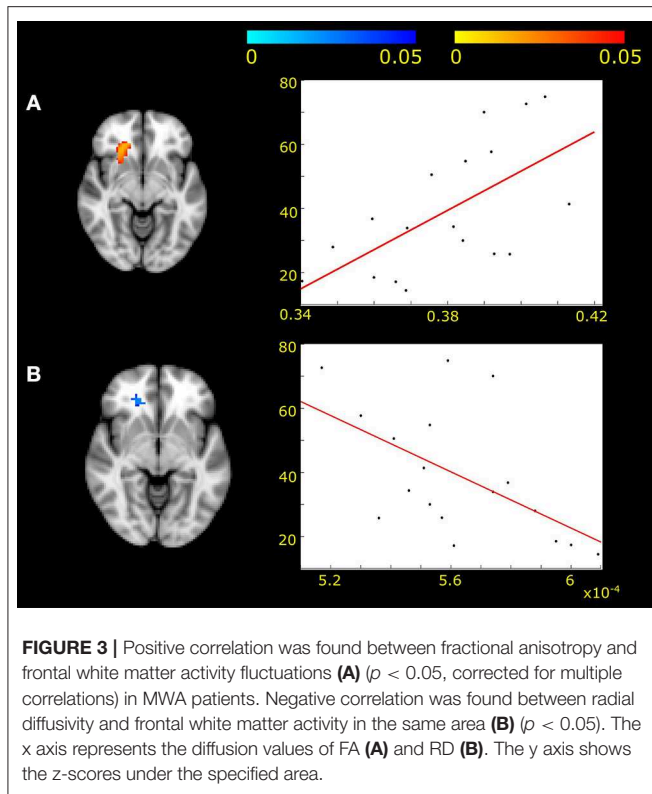 0 0.05 0 0.05
A
80
60
40
20
0.34 0.38 0.42
B
80
60
40
20
5.2 5.6 6
x10⁻⁴
FIGURE 3 | Positive correlation was found between fractional anisotropy and
frontal white matter activity fluctuations (A) (p < 0.05, corrected for multiple
correlations) in MWA patients. Negative correlation was found between radial
diffusivity and frontal white matter activity in the same area (B) (p < 0.05). The
x axis represents the diffusion values of FA (A) and RD (B). The y axis shows
the z-scores under the specified area.